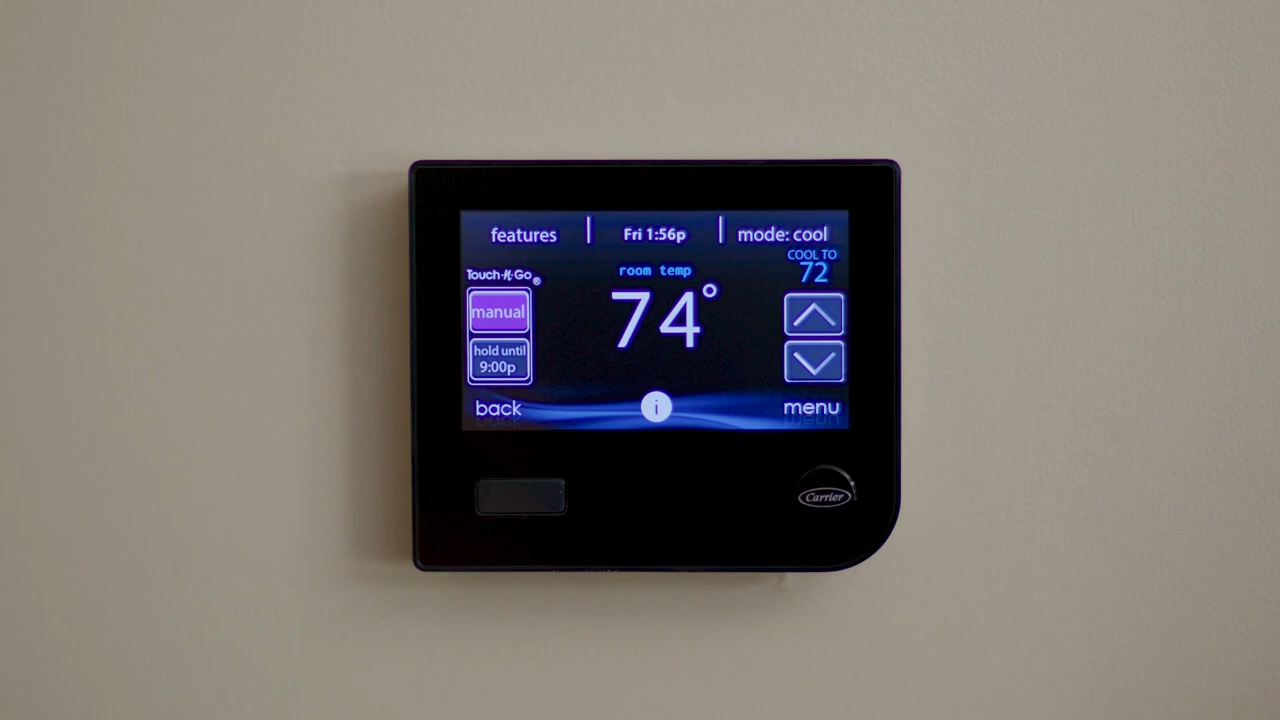 features
Fri 1:56p
mode: cool
COOL TO
72
Touch-N-Go®
room temp
74°
manual
hold until
9:00p
back
i
menu
Carrier